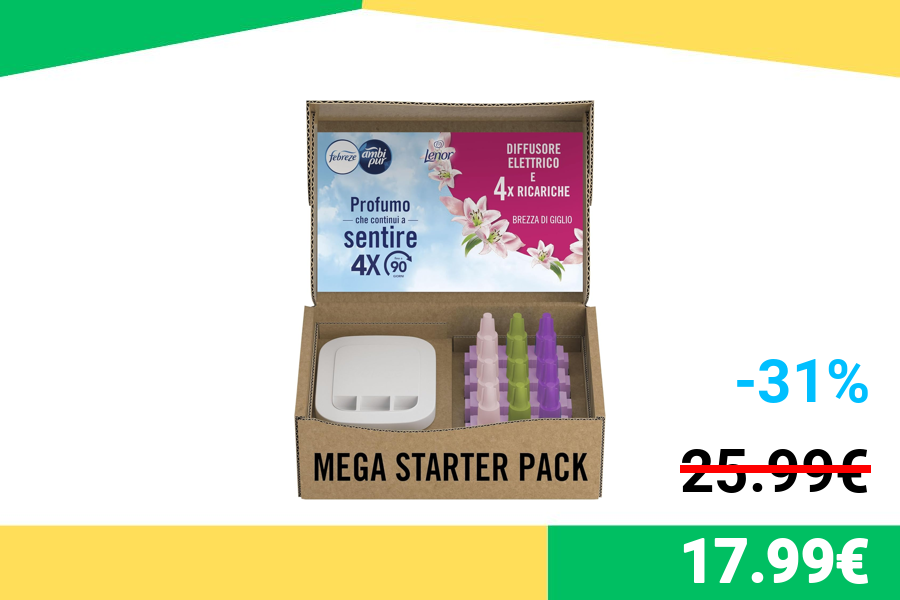 febreze
ambi
pur
Lenor
DIFFUSORE
ELETTRICO
E
4X RICARICHE
BREZZA DI GIGLIO
Profumo
che continui a
sentire
4X 90
MEGA STARTER PACK
-31%
25.99€
17.99€